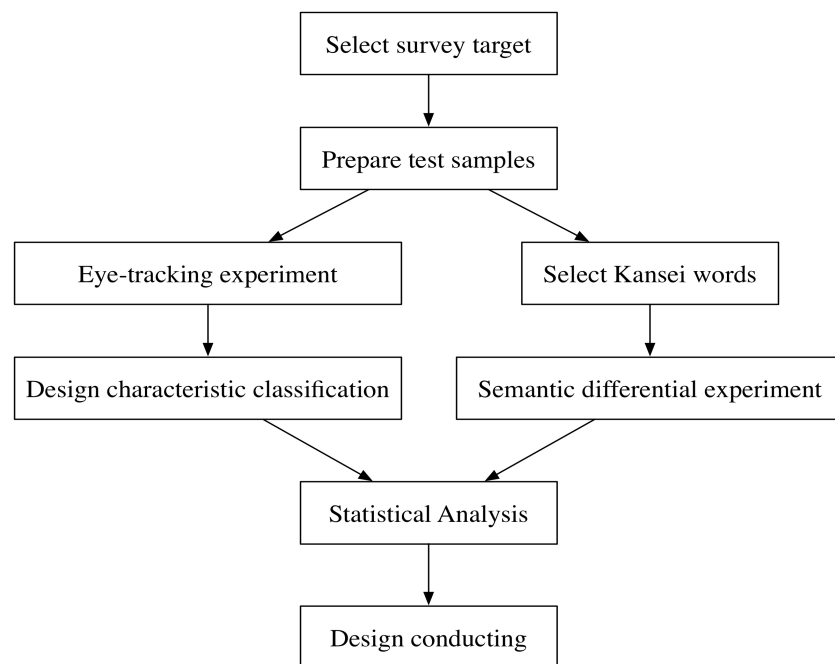 Select survey target
Prepare test samples
Eye-tracking experiment
Select Kansei words
Design characteristic classification
Semantic differential experiment
Statistical Analysis
Design conducting